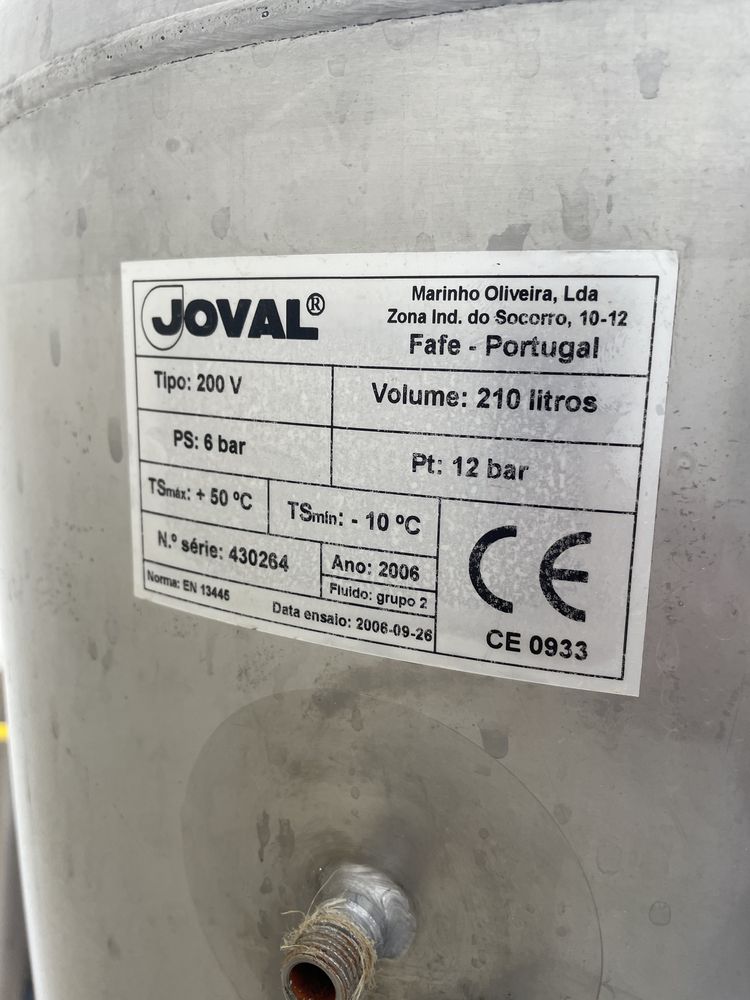 JOVAL®
Marinho Oliveira, Lda
Zona Ind. do Socorro, 10-12
Fafe - Portugal
Tipo: 200 V
Volume: 210 litros
PS: 6 bar
Pt: 12 bar
TSmáx: + 50 ºC
TSmín: - 10 ºC
N.º série: 430264
Ano: 2006
Fluido: grupo 2
Norma: EN 13445
Data ensaio: 2006-09-26
CE
CE 0933